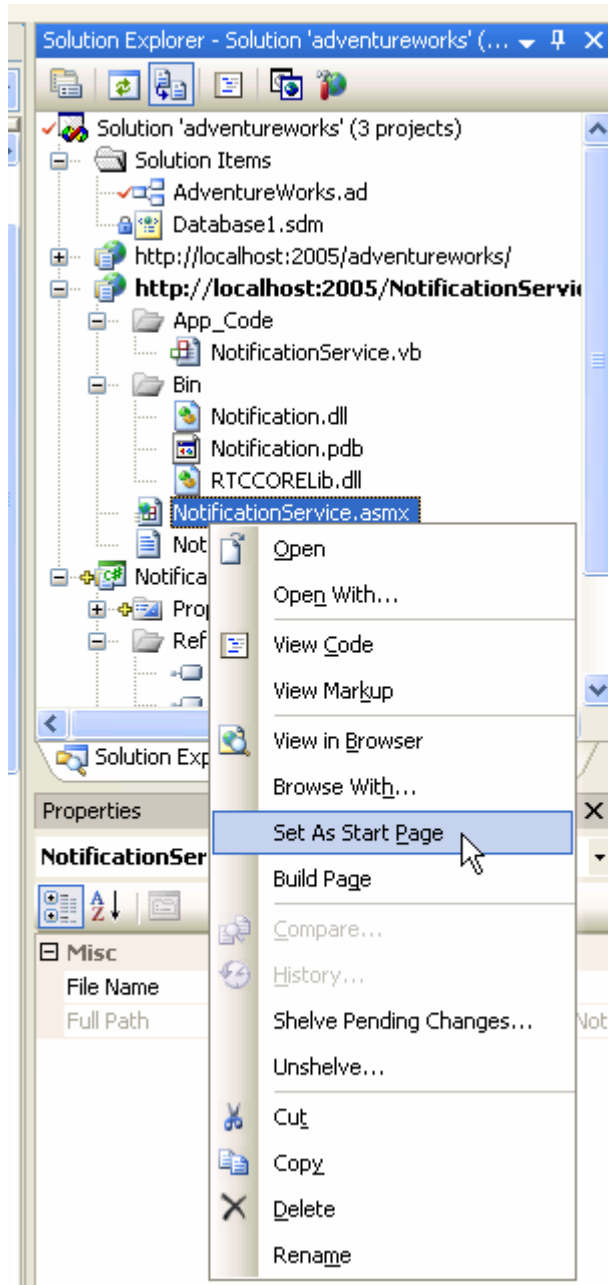 Solution Explorer - Solution 'adventureworks' (...
Solution 'adventureworks' (3 projects)
Solution Items
AdventureWorks.ad
Database1.sdm
http://localhost:2005/adventureworks/
http://localhost:2005/NotificationServi
App_Code
NotificationService.vb
Bin
Notification.dll
Notification.pdb
RTCCORELib.dll
NotificationService.asmx
Not
Notifica
Prop
Ref
Solution Exp
Properties
NotificationSer
Misc
File Name
Full Path
Not
Open
Open With...
View Code
View Markup
View in Browser
Browse With...
Set As Start Page
Build Page
Compare...
History...
Shelve Pending Changes...
Unshelve...
Cut
Copy
Delete
Rename